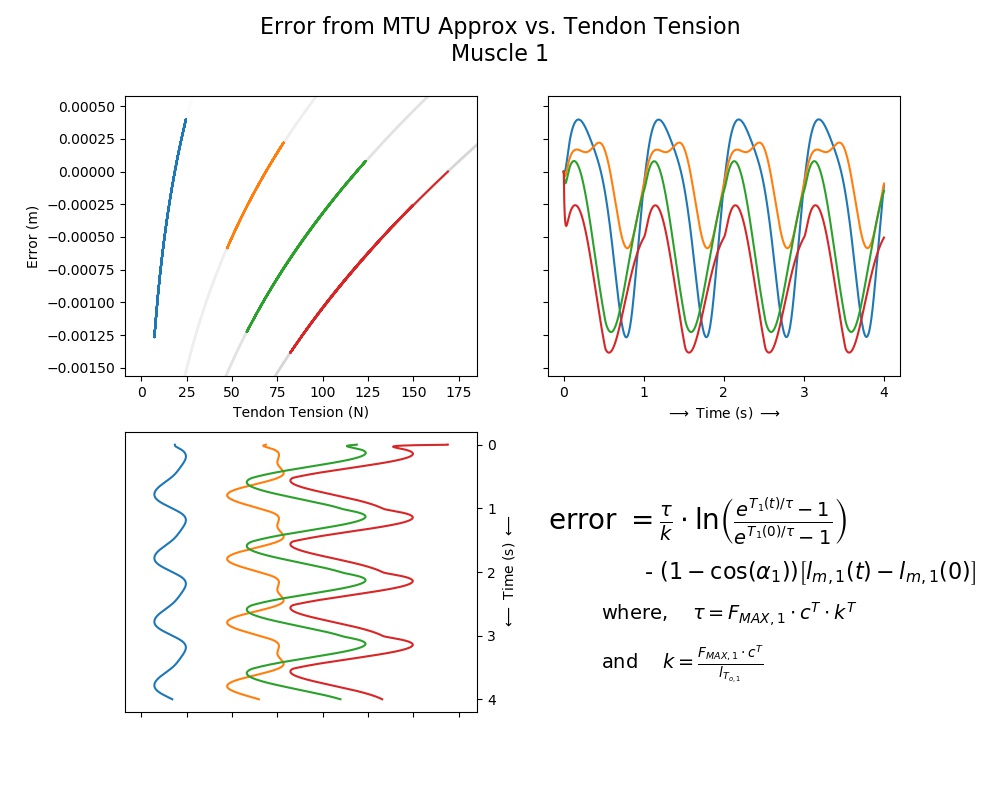 Error from MTU Approx vs. Tendon Tension
Muscle 1
0.00050
0.00025
0.00000
−0.00025
−0.00050
−0.00075
−0.00100
−0.00125
−0.00150
Error (m)
0 25 50 75 100 125 150 175
Tendon Tension (N)
0 1 2 3 4
⟶ Time (s) ⟶
0
1
2
3
4
⟵ Time (s) ⟵
error = τ/k · ln((e^{T₁(t)/τ} − 1)/(e^{T₁(0)/τ} − 1))
- (1 − cos(α₁))[l_{m,1}(t) − l_{m,1}(0)]
where, τ = F_{MAX,1} · c^T · k^T
and k = (F_{MAX,1} · c^T)/l_{T_{o,1}}